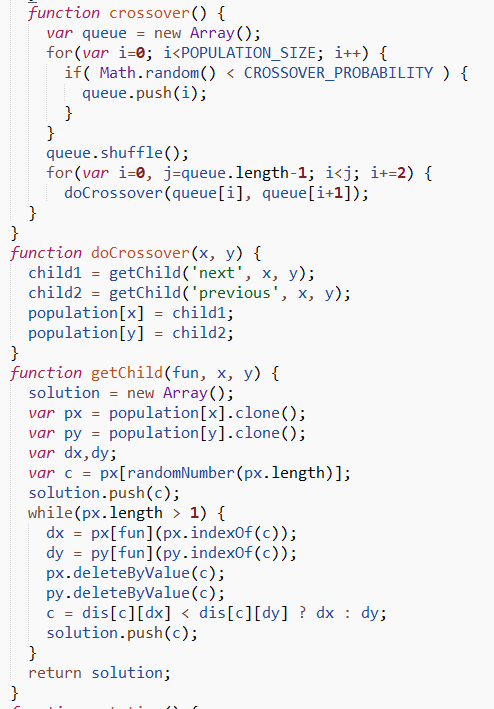 function crossover() {
var queue = new Array();
for(var i=0; i<POPULATION_SIZE; i++) {
if( Math.random() < CROSSOVER_PROBABILITY ) {
queue.push(i);
}
}
queue.shuffle();
for(var i=0, j=queue.length-1; i<j; i+=2) {
doCrossover(queue[i], queue[i+1]);
}
}
function doCrossover(x, y) {
child1 = getChild('next', x, y);
child2 = getChild('previous', x, y);
population[x] = child1;
population[y] = child2;
}
function getChild(fun, x, y) {
solution = new Array();
var px = population[x].clone();
var py = population[y].clone();
var dx,dy;
var c = px[randomNumber(px.length)];
solution.push(c);
while(px.length > 1) {
dx = px[fun](px.indexOf(c));
dy = py[fun](py.indexOf(c));
px.deleteByValue(c);
py.deleteByValue(c);
c = dis[c][dx] < dis[c][dy] ? dx : dy;
solution.push(c);
}
return solution;
}